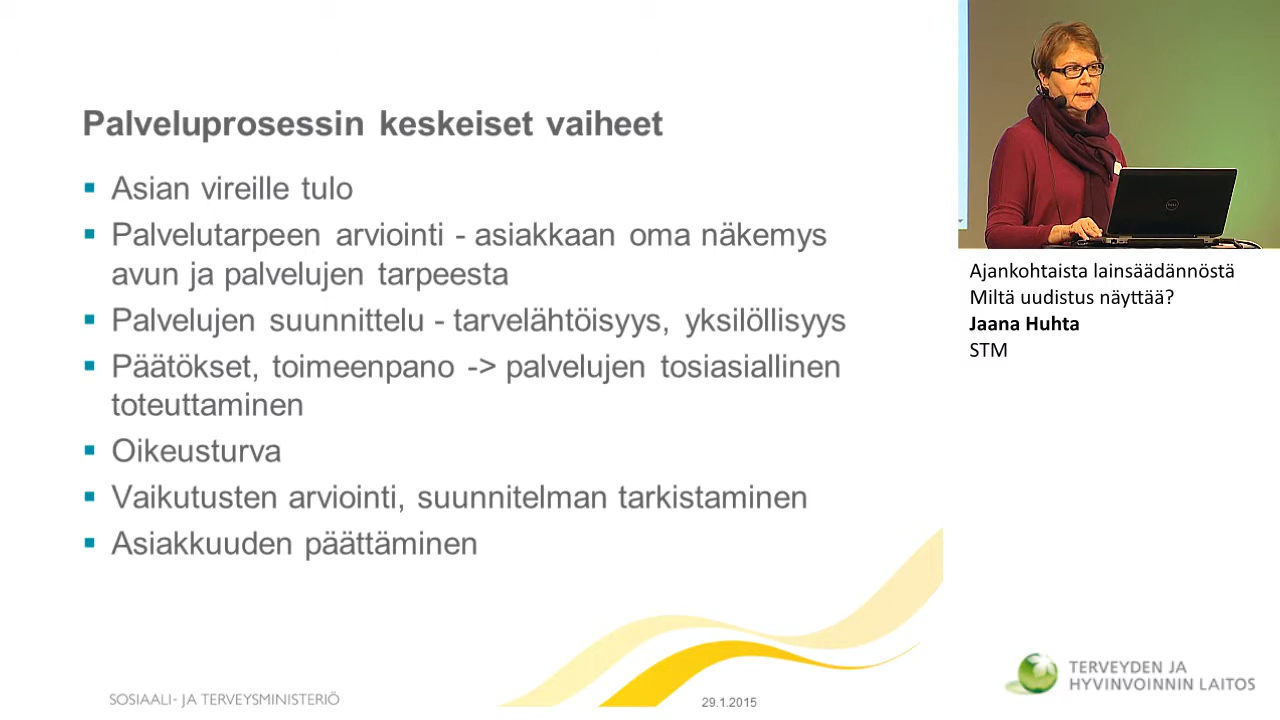 Palveluprosessin keskeiset vaiheet
Asian vireille tulo
Palvelutarpeen arviointi - asiakkaan oma näkemys
avun ja palvelujen tarpeesta
Palvelujen suunnittelu - tarvelähtöisyys, yksilöllisyys
Päätökset, toimeenpano -> palvelujen tosiasiallinen
toteuttaminen
Oikeusturva
Vaikutusten arviointi, suunnitelman tarkistaminen
Asiakkuuden päättäminen
SOSIAALI- JA TERVEYSMINISTERIÖ
29.1.2015
Ajankohtaista lainsäädännöstä
Miltä uudistus näyttää?
Jaana Huhta
STM
TERVEYDEN JA
HYVINVOINNIN LAITOS